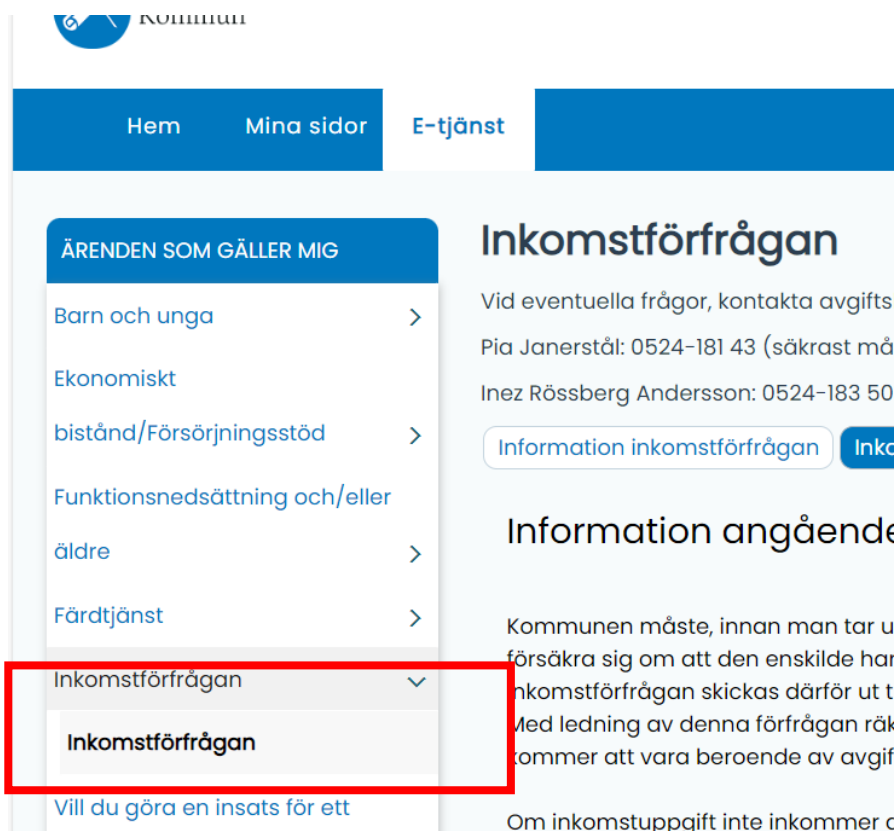 Kommun
Hem Mina sidor E-tjänst
ÄRENDEN SOM GÄLLER MIG
Barn och unga
Ekonomiskt
bistånd/Försörjningsstöd
Funktionsnedsättning och/eller
äldre
Färdtjänst
Inkomstförfrågan
Inkomstförfrågan
Vill du göra en insats för ett
Inkomstförfrågan
Vid eventuella frågor, kontakta avgifts
Pia Janerstål: 0524-181 43 (säkrast må
Inez Rössberg Andersson: 0524-183 50
Information inkomstförfrågan Inko
Information angående
Kommunen måste, innan man tar u
försäkra sig om att den enskilde har
nkomstförfrågan skickas därför ut t
Med ledning av denna förfrågan räk
kommer att vara beroende av avgif
Om inkomstuppgift inte inkommer